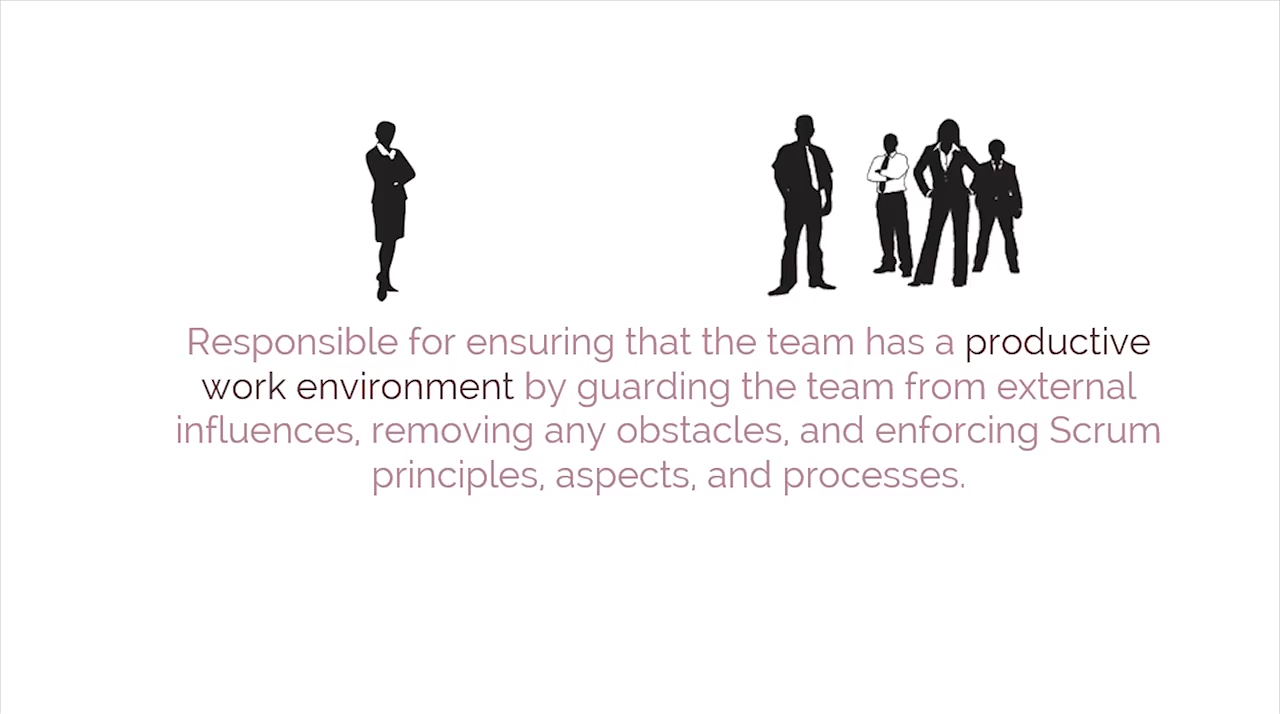 Responsible for ensuring that the team has a productive
work environment by guarding the team from external
influences, removing any obstacles, and enforcing Scrum
principles, aspects, and processes.